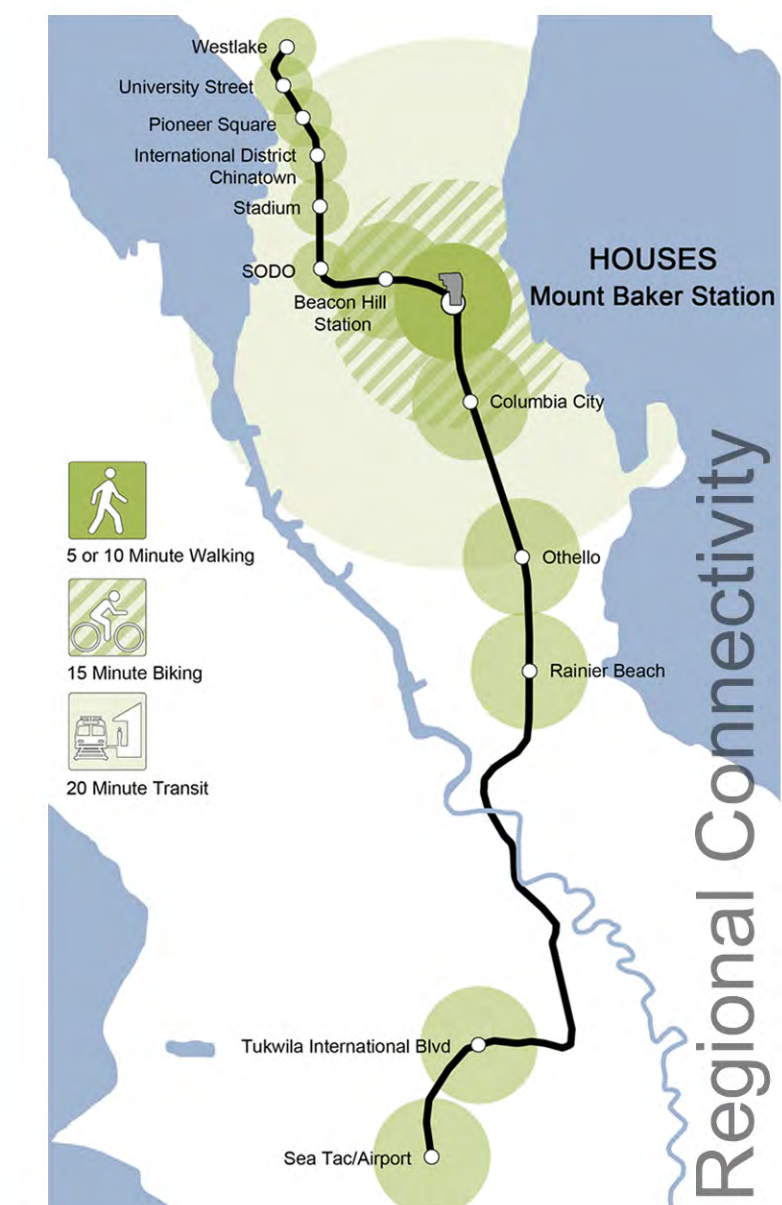 Westlake
University Street
Pioneer Square
International District
Chinatown
Stadium
SODO
Beacon Hill
Station
HOUSES
Mount Baker Station
Columbia City
5 or 10 Minute Walking
Othello
15 Minute Biking
Rainier Beach
20 Minute Transit
Tukwila International Blvd
Sea Tac/Airport
Regional Connectivity